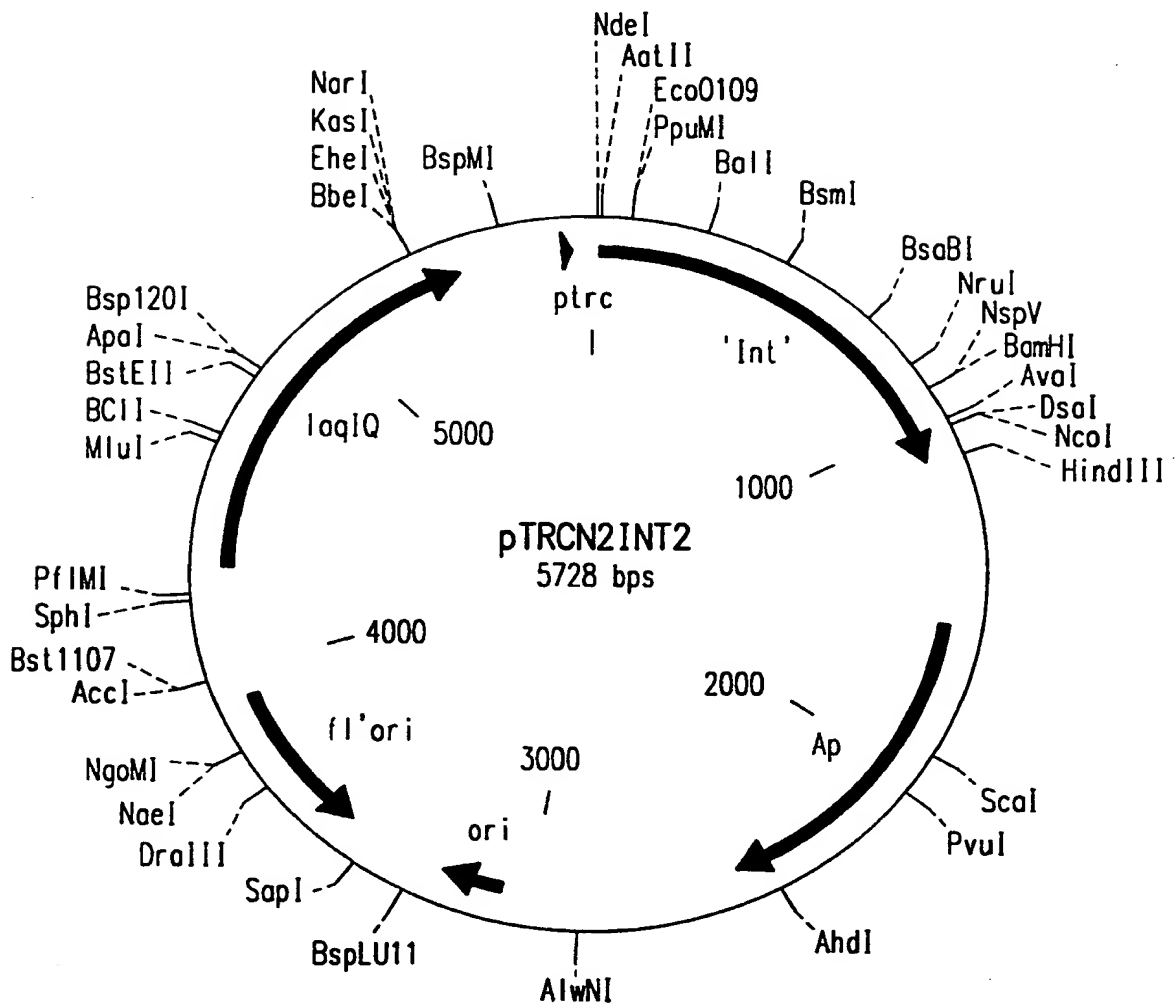 NdeI
AatII
EcoO109
PpuMI
BalI
BsmI
BsaBI
NruI
NspV
BamHI
AvaI
DsaI
NcoI
HindIII
NarI
KasI
EheI
BbeI
BspMI
Bsp120I
ApaI
BstEII
BClI
MluI
PflMI
SphI
Bst1107
AccI
NgoMI
NaeI
DraIII
SapI
BspLU11
AlwNI
AhdI
PvuI
ScaI
ptrc
I
'Int'
laqIQ
5000
1000
pTRCN2INT2
5728 bps
4000
2000
fl'ori
Ap
3000
ori